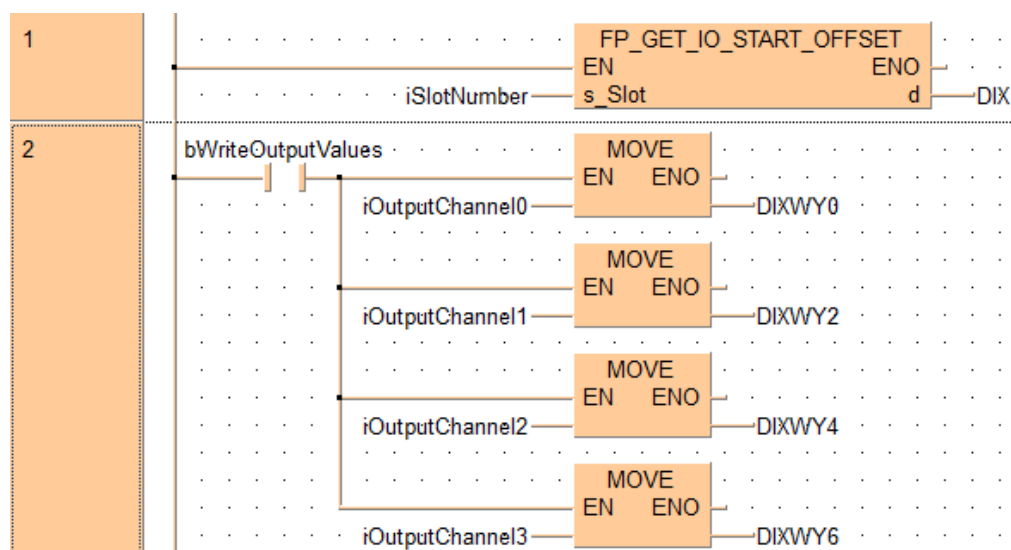 1
FP_GET_IO_START_OFFSET
EN ENO
iSlotNumber s_Slot d DIX
2
bWriteOutputValues MOVE
EN ENO
iOutputChannel0 DIXWY0
MOVE
EN ENO
iOutputChannel1 DIXWY2
MOVE
EN ENO
iOutputChannel2 DIXWY4
MOVE
EN ENO
iOutputChannel3 DIXWY6